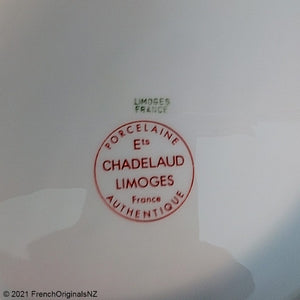 LIMOGES
FRANCE
PORCELAINE
Ets
CHADELAUD
LIMOGES
France
AUTHENTIQUE
© 2021 FrenchOriginalsNZ